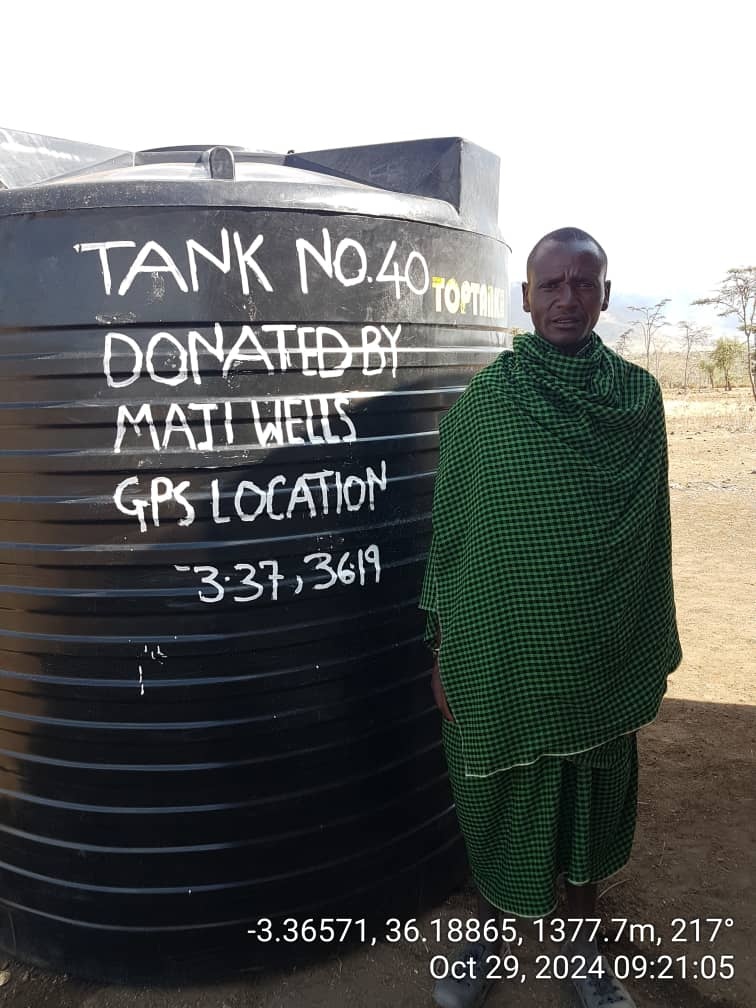 TANK NO.40
TOPTANK
DONATED BY
MAJI WELLS
GPS LOCATION
-3.37, 36.19
-3.36571, 36.18865, 1377.7m, 217°
Oct 29, 2024 09:21:05